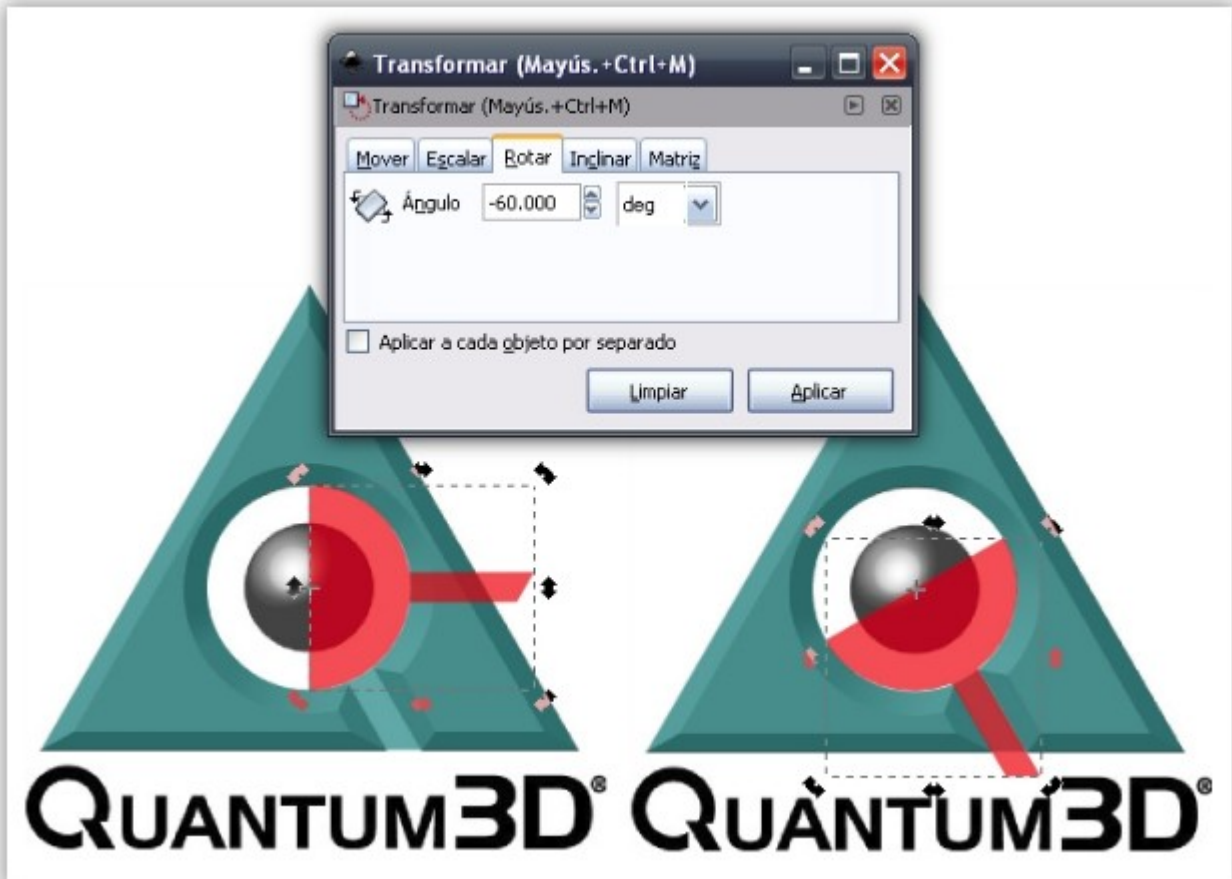 Transformar (Mayús.+Ctrl+M)
Transformar (Mayús.+Ctrl+M)
Mover Escalar Rotar Inclinar Matriz
Ángulo -60.000 deg
Aplicar a cada objeto por separado
Limpiar Aplicar
QUANTUM3D® QUANTUM3D®